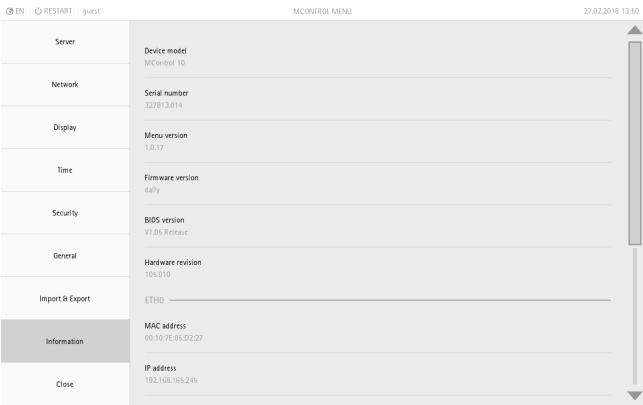 EN RESTART guest MCONTROL MENU 27.02.2018 13:50
Server
Network
Display
Time
Security
General
Import & Export
Information
Close
Device model
MControl 10
Serial number
327813.014
Menu version
1.0.17
Firmware version
daily
BIOS version
V1.05 Release
Hardware revision
105.010
ETH0
MAC address
00:10:7E:05:D2:27
IP address
192.168.165.245